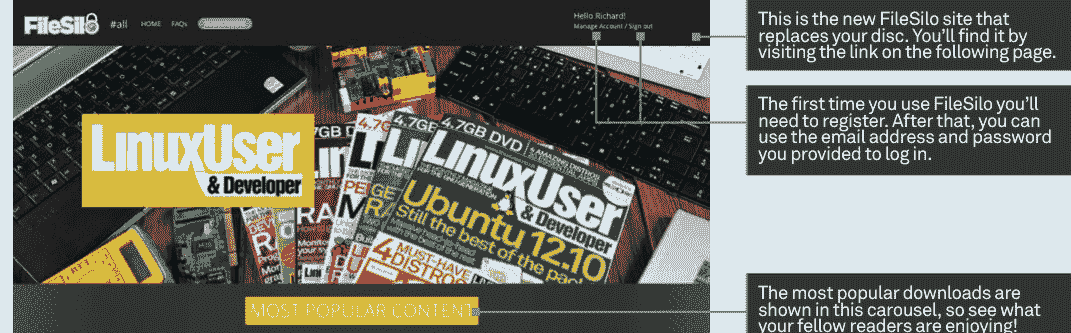 FileSilo #all HOME FAQs
Hello Richard!
Manage Account / Sign out
This is the new FileSilo site that
replaces your disc. You'll find it by
visiting the link on the following page.
The first time you use FileSilo you'll
need to register. After that, you can
use the email address and password
you provided to log in.
LinuxUser
& Developer
4.7GB DVD
LinuxUser
& Developer
Ubuntu 12.10
Still the best of the pack
4 MUST-HAVE
DISTROS
MOST POPULAR CONTENT
The most popular downloads are
shown in this carousel, so see what
your fellow readers are enjoying!